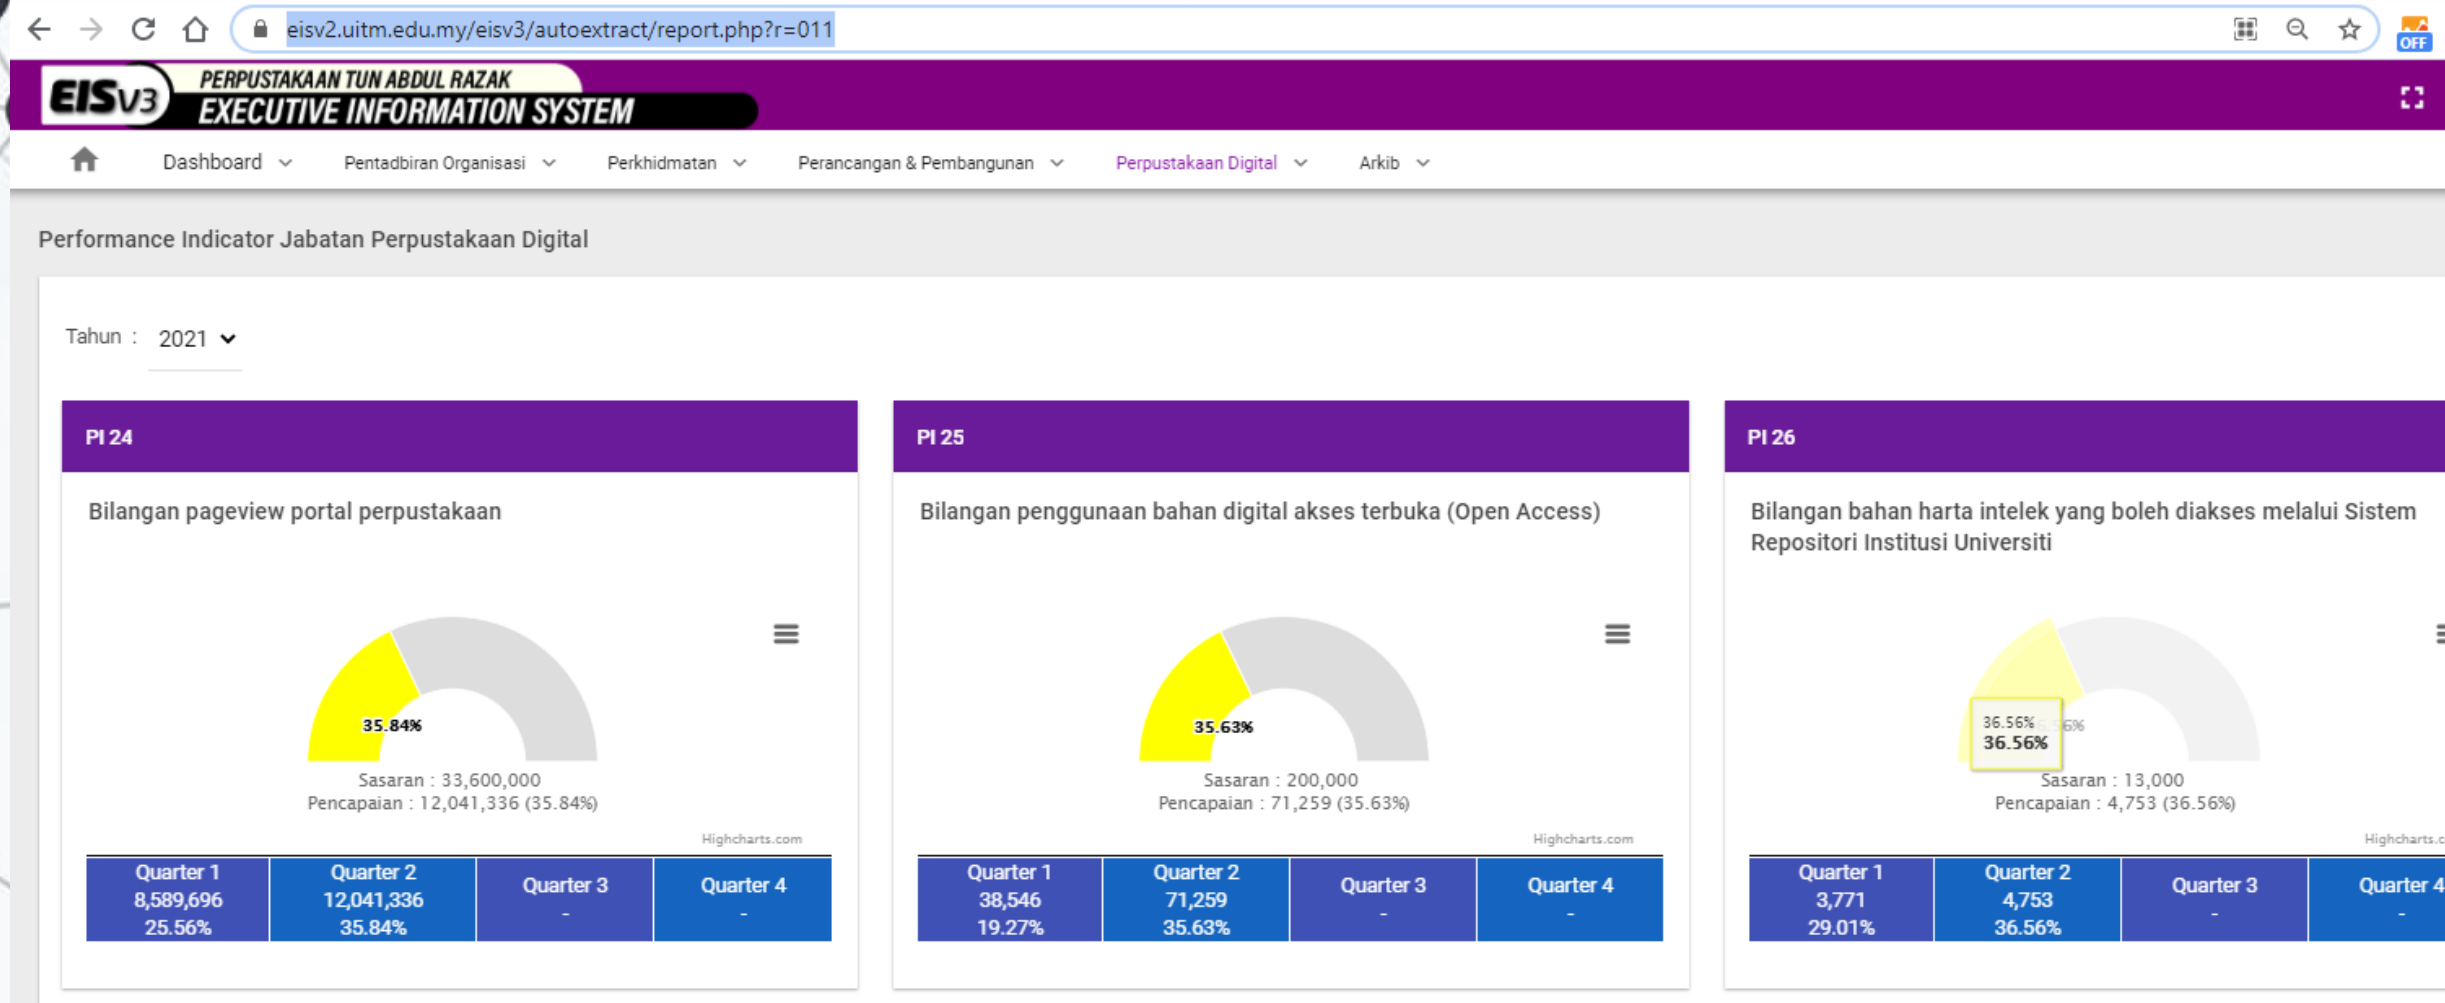 eisv2.uitm.edu.my/eisv3/autoextract/report.php?r=011
OFF
EISV3
PERPUSTAKAAN TUN ABDUL RAZAK
EXECUTIVE INFORMATION SYSTEM
Dashboard
Pentadbiran Organisasi
Perkhidmatan
Perancangan & Pembangunan
Perpustakaan Digital
Arkib
Performance Indicator Jabatan Perpustakaan Digital
Tahun : 2021
PI 24
Bilangan pageview portal perpustakaan
35.84%
Sasaran : 33,600,000
Pencapaian : 12,041,336 (35.84%)
Highcharts.com
Quarter 1
8,589,696
25.56%
Quarter 2
12,041,336
35.84%
Quarter 3
-
Quarter 4
-
PI 25
Bilangan penggunaan bahan digital akses terbuka (Open Access)
35.63%
Sasaran : 200,000
Pencapaian : 71,259 (35.63%)
Highcharts.com
Quarter 1
38,546
19.27%
Quarter 2
71,259
35.63%
Quarter 3
-
Quarter 4
-
PI 26
Bilangan bahan harta intelek yang boleh diakses melalui Sistem
Repositori Institusi Universiti
36.56%
36.56%
Sasaran : 13,000
Pencapaian : 4,753 (36.56%)
Highcharts.c
Quarter 1
3,771
29.01%
Quarter 2
4,753
36.56%
Quarter 3
-
Quarter 4
-